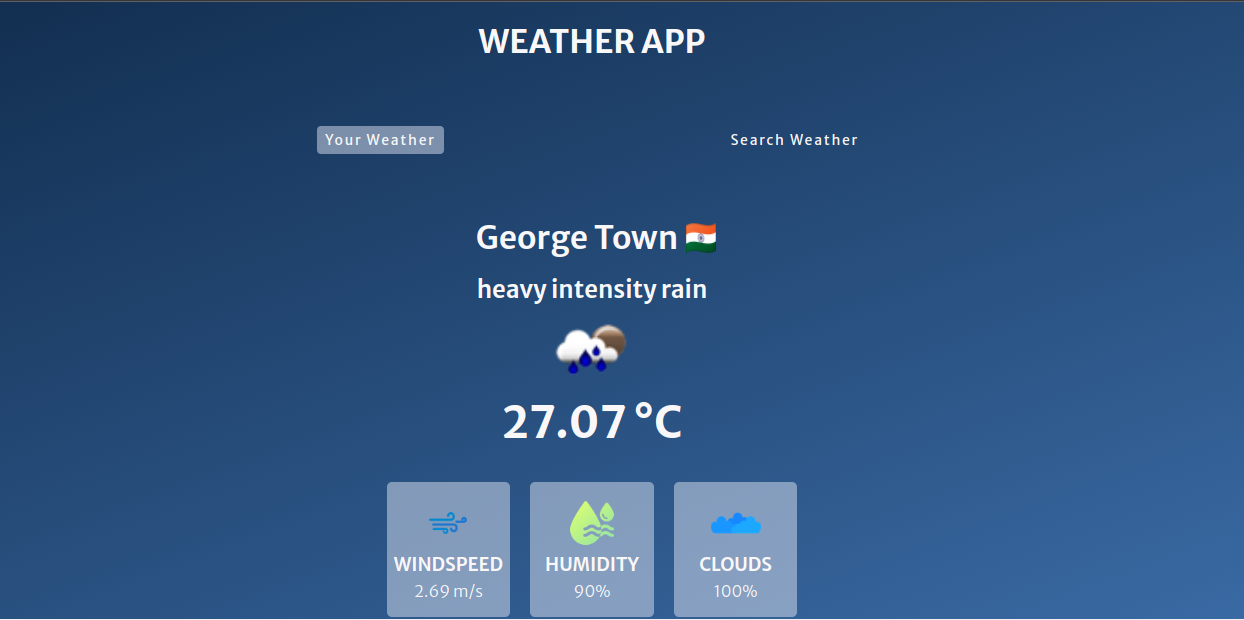 WEATHER APP
Your Weather Search Weather
George Town
heavy intensity rain
27.07 °C
WINDSPEED HUMIDITY CLOUDS
2.69 m/s 90% 100%